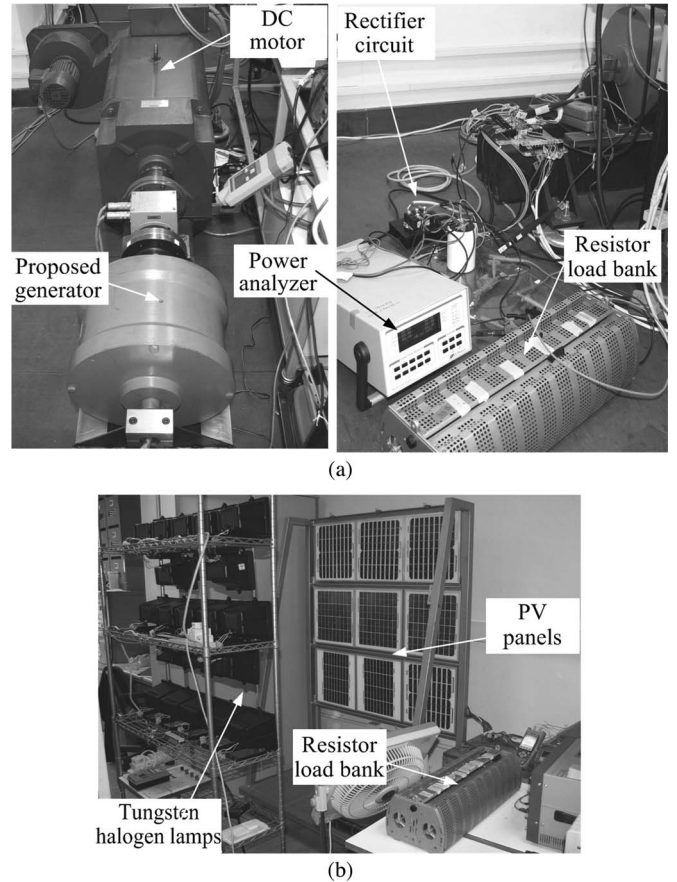 DC
motor
Rectifier
circuit
Proposed
generator
Power
analyzer
Resistor
load bank
(a)
PV
panels
Resistor
load bank
Tungsten
halogen lamps
(b)